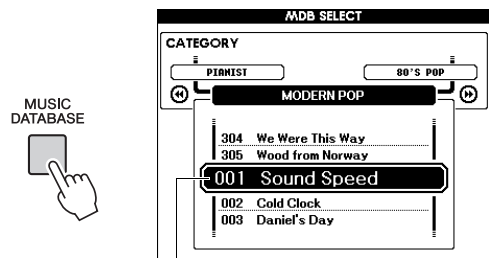 MDB SELECT
CATEGORY
PIANIST
80'S POP
MODERN POP
MUSIC
DATABASE
304 We Were This Way
305 Wood from Norway
001 Sound Speed
002 Cold Clock
003 Daniel's Day